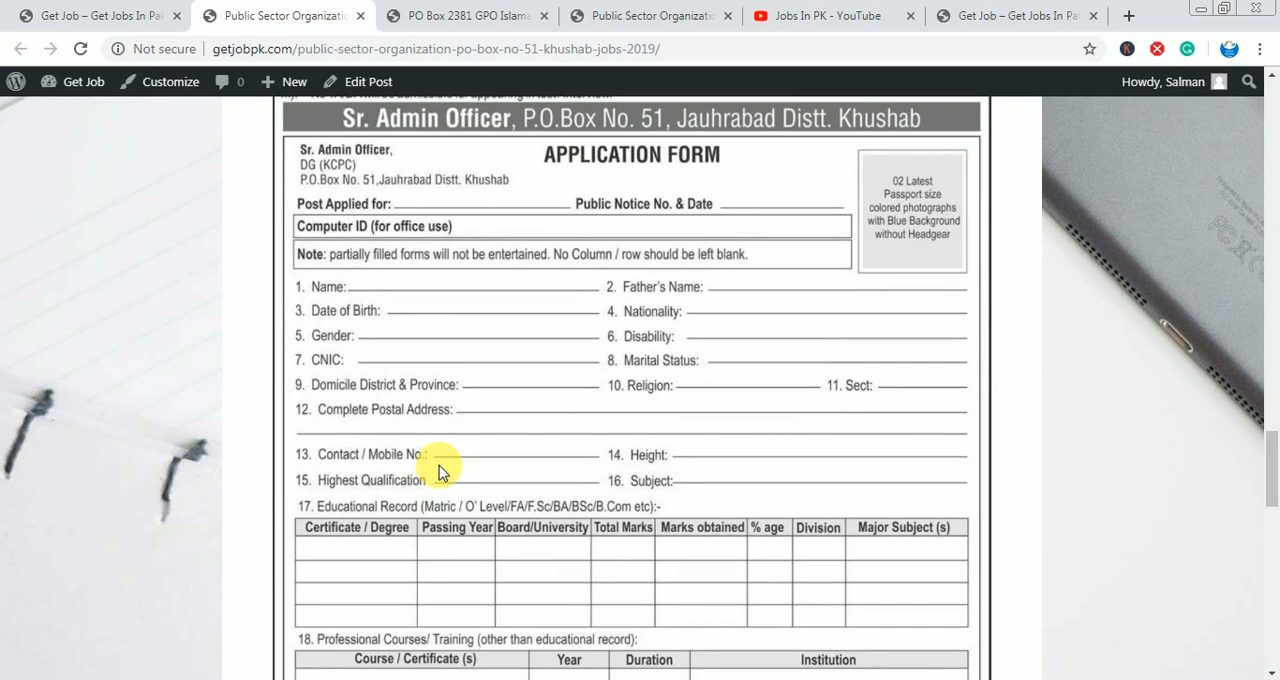 Get Job – Get Jobs In Pa
Public Sector Organizatio
PO Box 2381 GPO Islama
Public Sector Organizatio
Jobs In PK - YouTube
Get Job – Get Jobs In Pa
Not secure
getjobpk.com/public-sector-organization-po-box-no-51-khushab-jobs-2019/
Get Job
Customize
0
New
Edit Post
Howdy, Salman
Sr. Admin Officer, P.O.Box No. 51, Jauhrabad Distt. Khushab
Sr. Admin Officer,
DG (KCPC)
P.O.Box No. 51,Jauhrabad Distt. Khushab
APPLICATION FORM
02 Latest
Passport size
colored photographs
with Blue Background
without Headgear
Post Applied for: Public Notice No. & Date
Computer ID (for office use)
Note: partially filled forms will not be entertained. No Column / row should be left blank.
1. Name: 2. Father's Name:
3. Date of Birth: 4. Nationality:
5. Gender: 6. Disability:
7. CNIC: 8. Marital Status:
9. Domicile District & Province: 10. Religion: 11. Sect:
12. Complete Postal Address:
13. Contact / Mobile No.: 14. Height:
15. Highest Qualification 16. Subject:
17. Educational Record (Matric / O' Level/FA/F.Sc/BA/BSc/B.Com etc):-
Certificate / Degree Passing Year Board/University Total Marks Marks obtained % age Division Major Subject (s)
18. Professional Courses/ Training (other than educational record):
Course / Certificate (s) Year Duration Institution